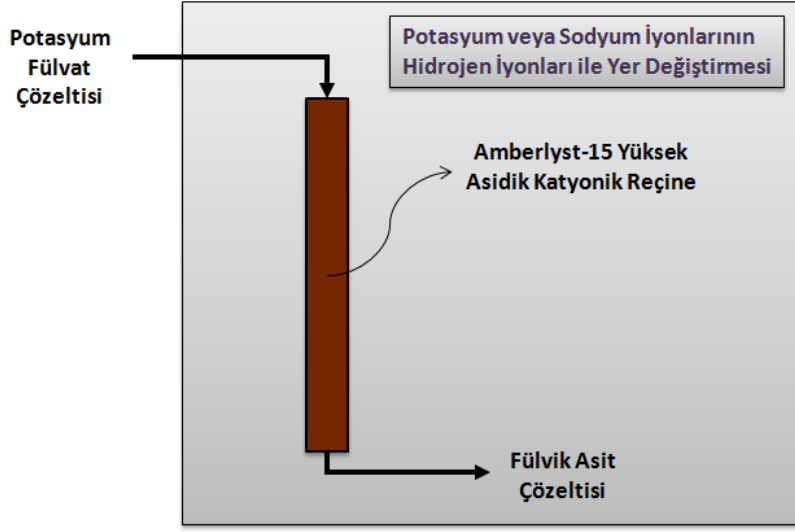 Potasyum
Fülvat
Çözeltisi
Potasyum veya Sodyum İyonlarının
Hidrojen İyonları ile Yer Değiştirmesi
Amberlyst-15 Yüksek
Asidik Katyonik Reçine
Fülvik Asit
Çözeltisi